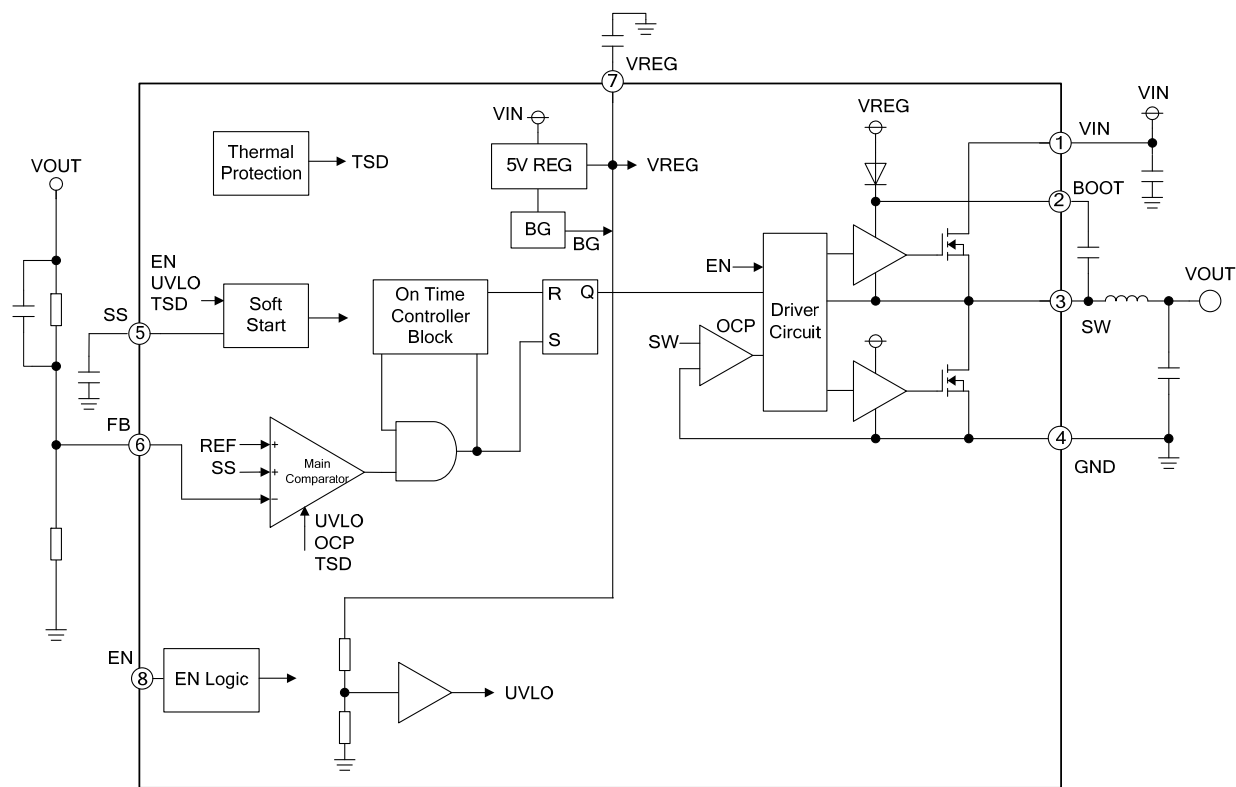 VREG
7
VIN
VREG
VIN
1
VIN
Thermal
Protection
TSD
5V REG
VREG
VOUT
BOOT
2
BG
BG
EN
UVLO
TSD
Soft
Start
On Time
Controller
Block
R
Q
S
EN
Driver
Circuit
VOUT
3
SW
SS
5
SW
OCP
FB
6
REF
+
SS
+
−
Main
Comparator
4
GND
UVLO
OCP
TSD
EN
8
EN Logic
UVLO